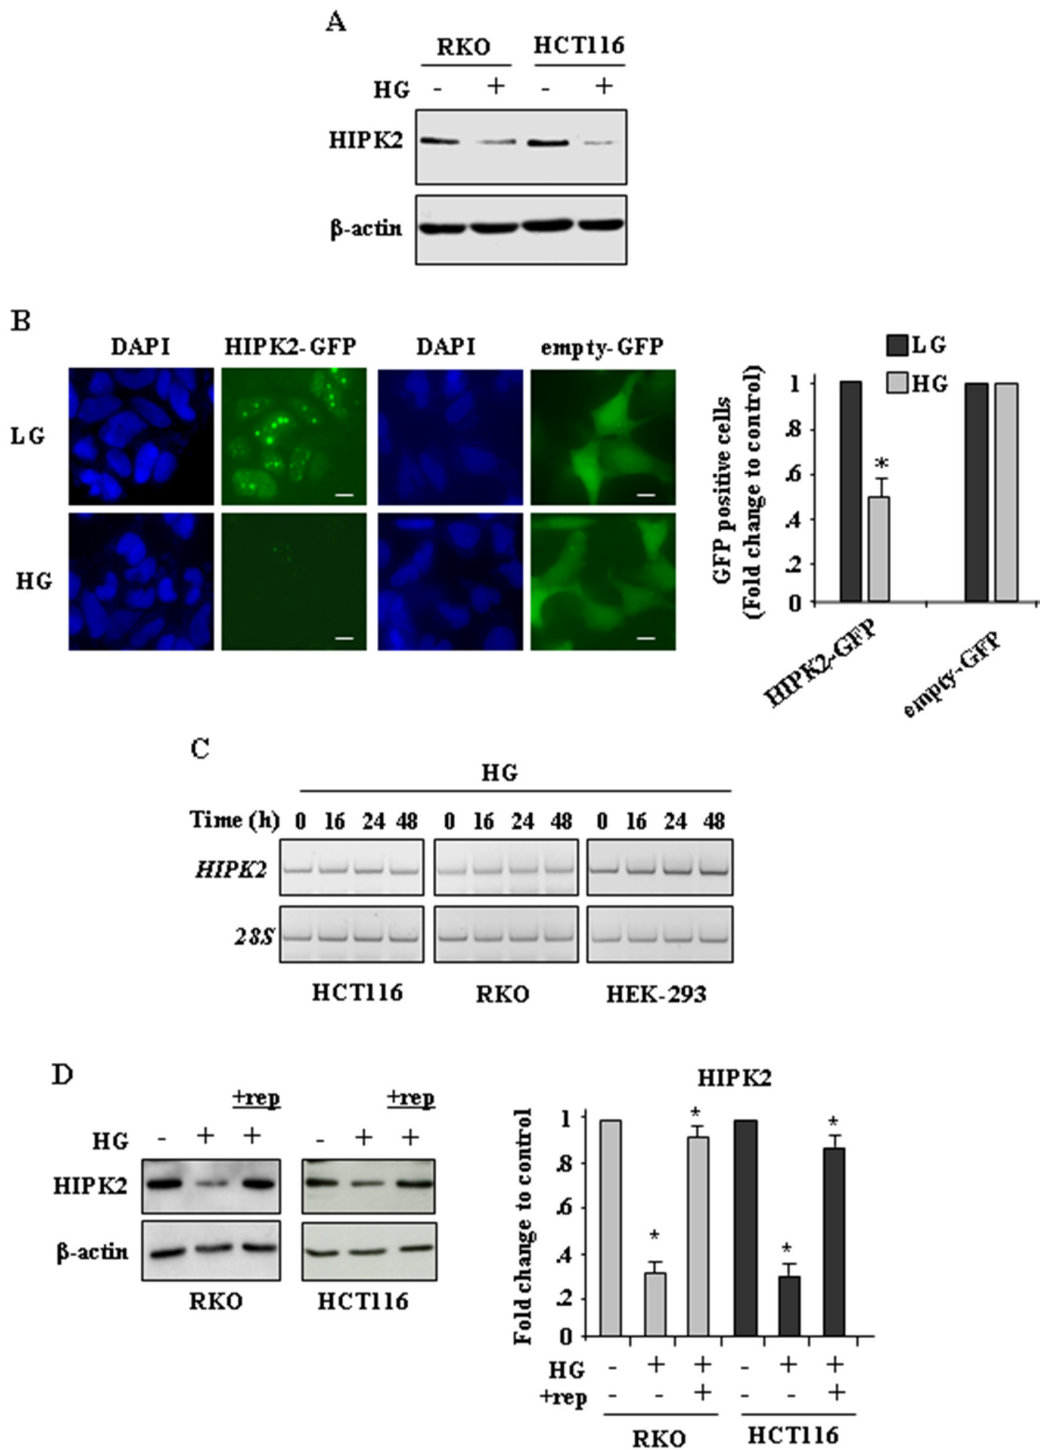 A
RKO HCT116
HG - + - +
HIPK2
β-actin
B
DAPI HIPK2-GFP DAPI empty-GFP
LG
HG
LG
HG
GFP positive cells
(Fold change to control)
1
.8
.6
.4
.2
0
*
HIPK2-GFP empty-GFP
C
HG
Time (h) 0 16 24 48 0 16 24 48 0 16 24 48
HIPK2
28S
HCT116 RKO HEK-293
D
+rep +rep
HG - + + - + +
HIPK2
β-actin
RKO HCT116
HIPK2
Fold change to control
1
.8
.6
.4
.2
0
* * * *
HG - + + - + +
+rep - - + - - +
RKO HCT116